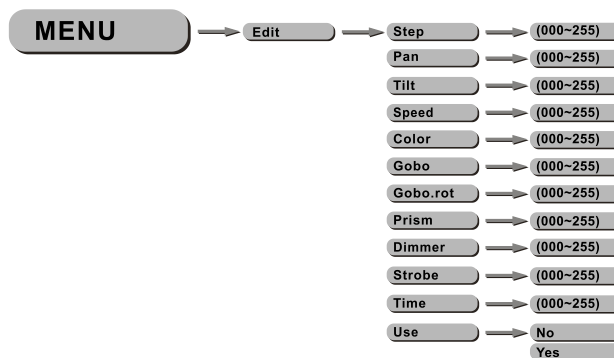 MENU Edit Step (000~255)
Pan (000~255)
Tilt (000~255)
Speed (000~255)
Color (000~255)
Gobo (000~255)
Gobo.rot (000~255)
Prism (000~255)
Dimmer (000~255)
Strobe (000~255)
Time (000~255)
Use No
Yes